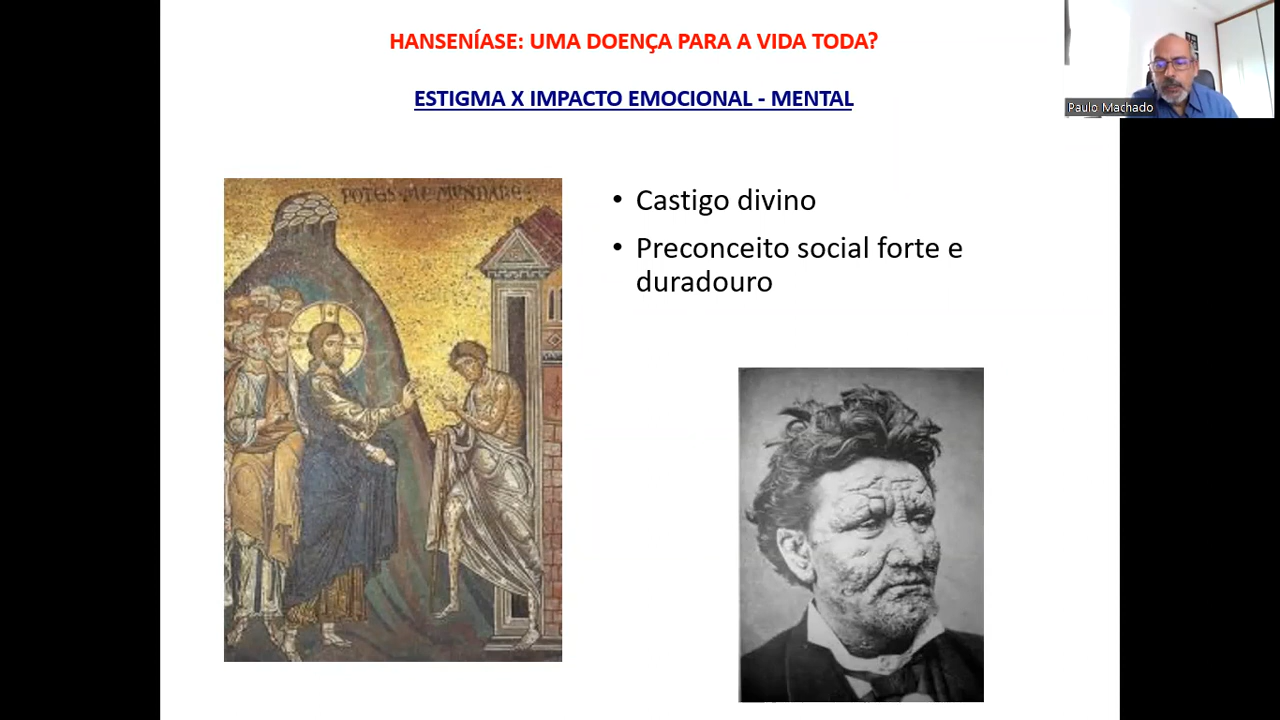 HANSENÍASE: UMA DOENÇA PARA A VIDA TODA?
ESTIGMA X IMPACTO EMOCIONAL - MENTAL
Paulo Machado
POTES ME MUNDARE
• Castigo divino
• Preconceito social forte e
duradouro